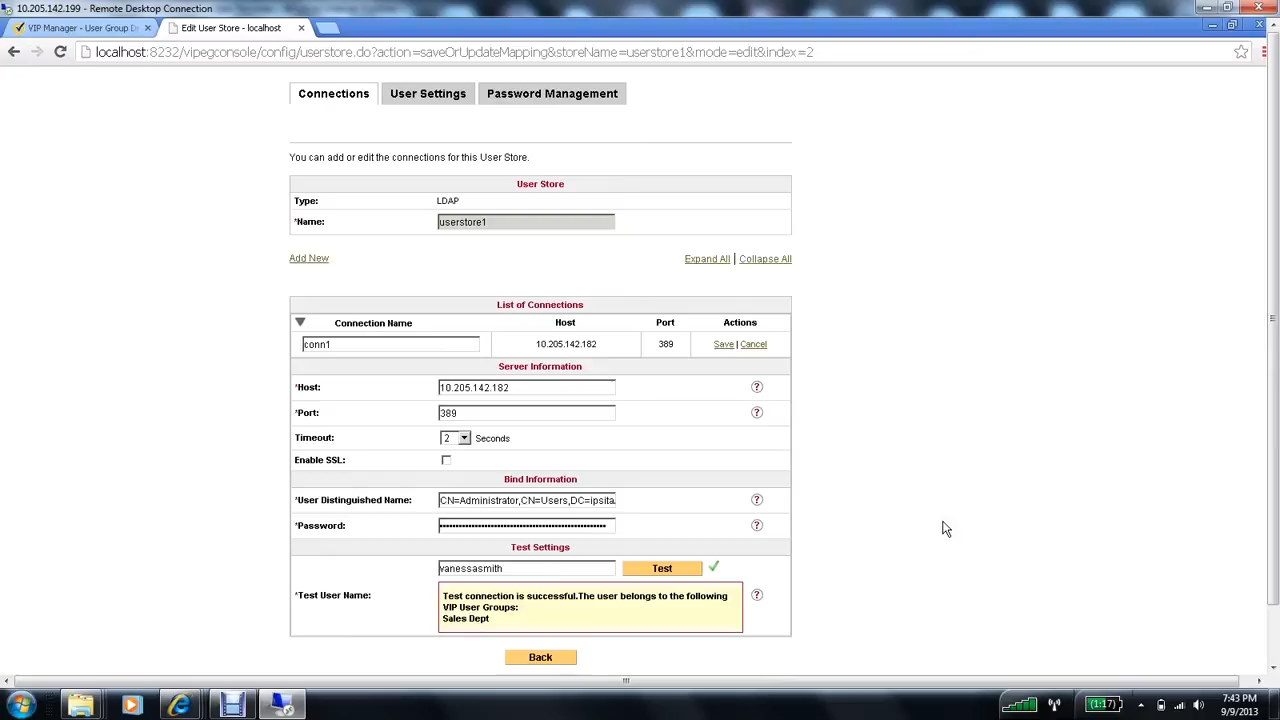 10.205.142.199 - Remote Desktop Connection
VIP Manager - User Group D
Edit User Store - localhost
localhost:8232/vipegconsole/config/userstore.do?action=saveOrUpdateMapping&storeName=userstore1&mode=edit&index=2
Connections User Settings Password Management
You can add or edit the connections for this User Store.
User Store
Type: LDAP
*Name: userstore1
Add New Expand All | Collapse All
List of Connections
Connection Name Host Port Actions
conn1 10.205.142.182 389 Save | Cancel
Server Information
*Host: 10.205.142.182 ?
*Port: 389 ?
Timeout: 2 Seconds
Enable SSL:
Bind Information
*User Distinguished Name: CN=Administrator,CN=Users,DC=ipsita. ?
*Password: ?
Test Settings
vanessasmith Test
*Test User Name: ?
Test connection is successful.The user belongs to the following
VIP User Groups:
Sales Dept
Back
(1:17)
7:43 PM
9/9/2013